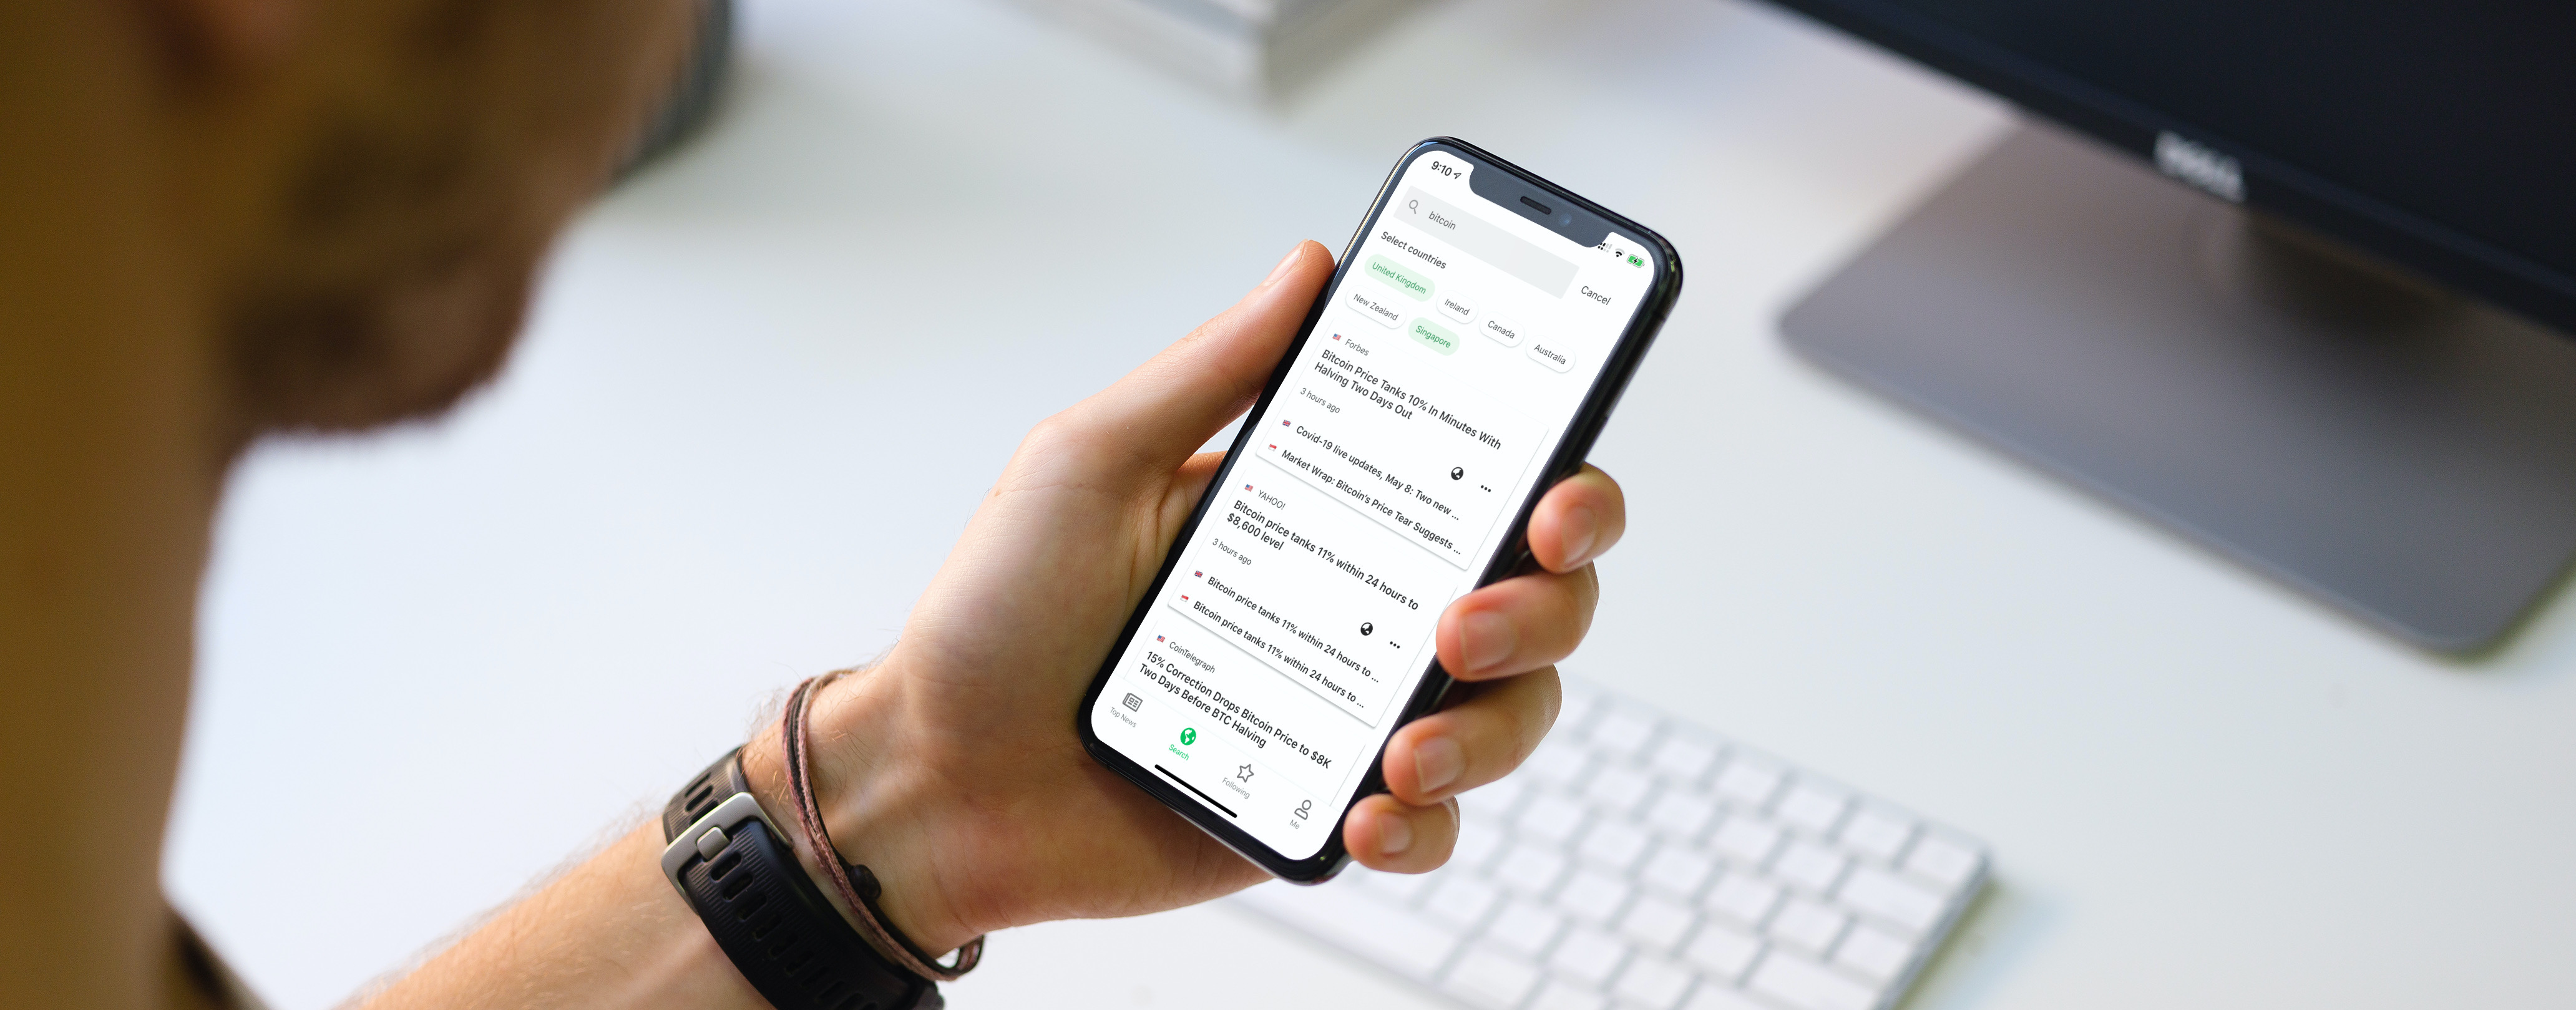 9:10
bitcoin
Cancel
Select countries
United Kingdom
Ireland
Canada
Australia
New Zealand
Singapore
Forbes
Bitcoin Price Tanks 10% In Minutes With
Halving Two Days Out
3 hours ago
Covid-19 live updates, May 8: Two new ...
Market Wrap: Bitcoin's Price Tear Suggests ...
YAHOO!
Bitcoin price tanks 11% within 24 hours to
$8,600 level
3 hours ago
Bitcoin price tanks 11% within 24 hours to ...
Bitcoin price tanks 11% within 24 hours to ...
CoinTelegraph
15% Correction Drops Bitcoin Price to $8K
Two Days Before BTC Halving
Top News
Search
Following
Me
DELL